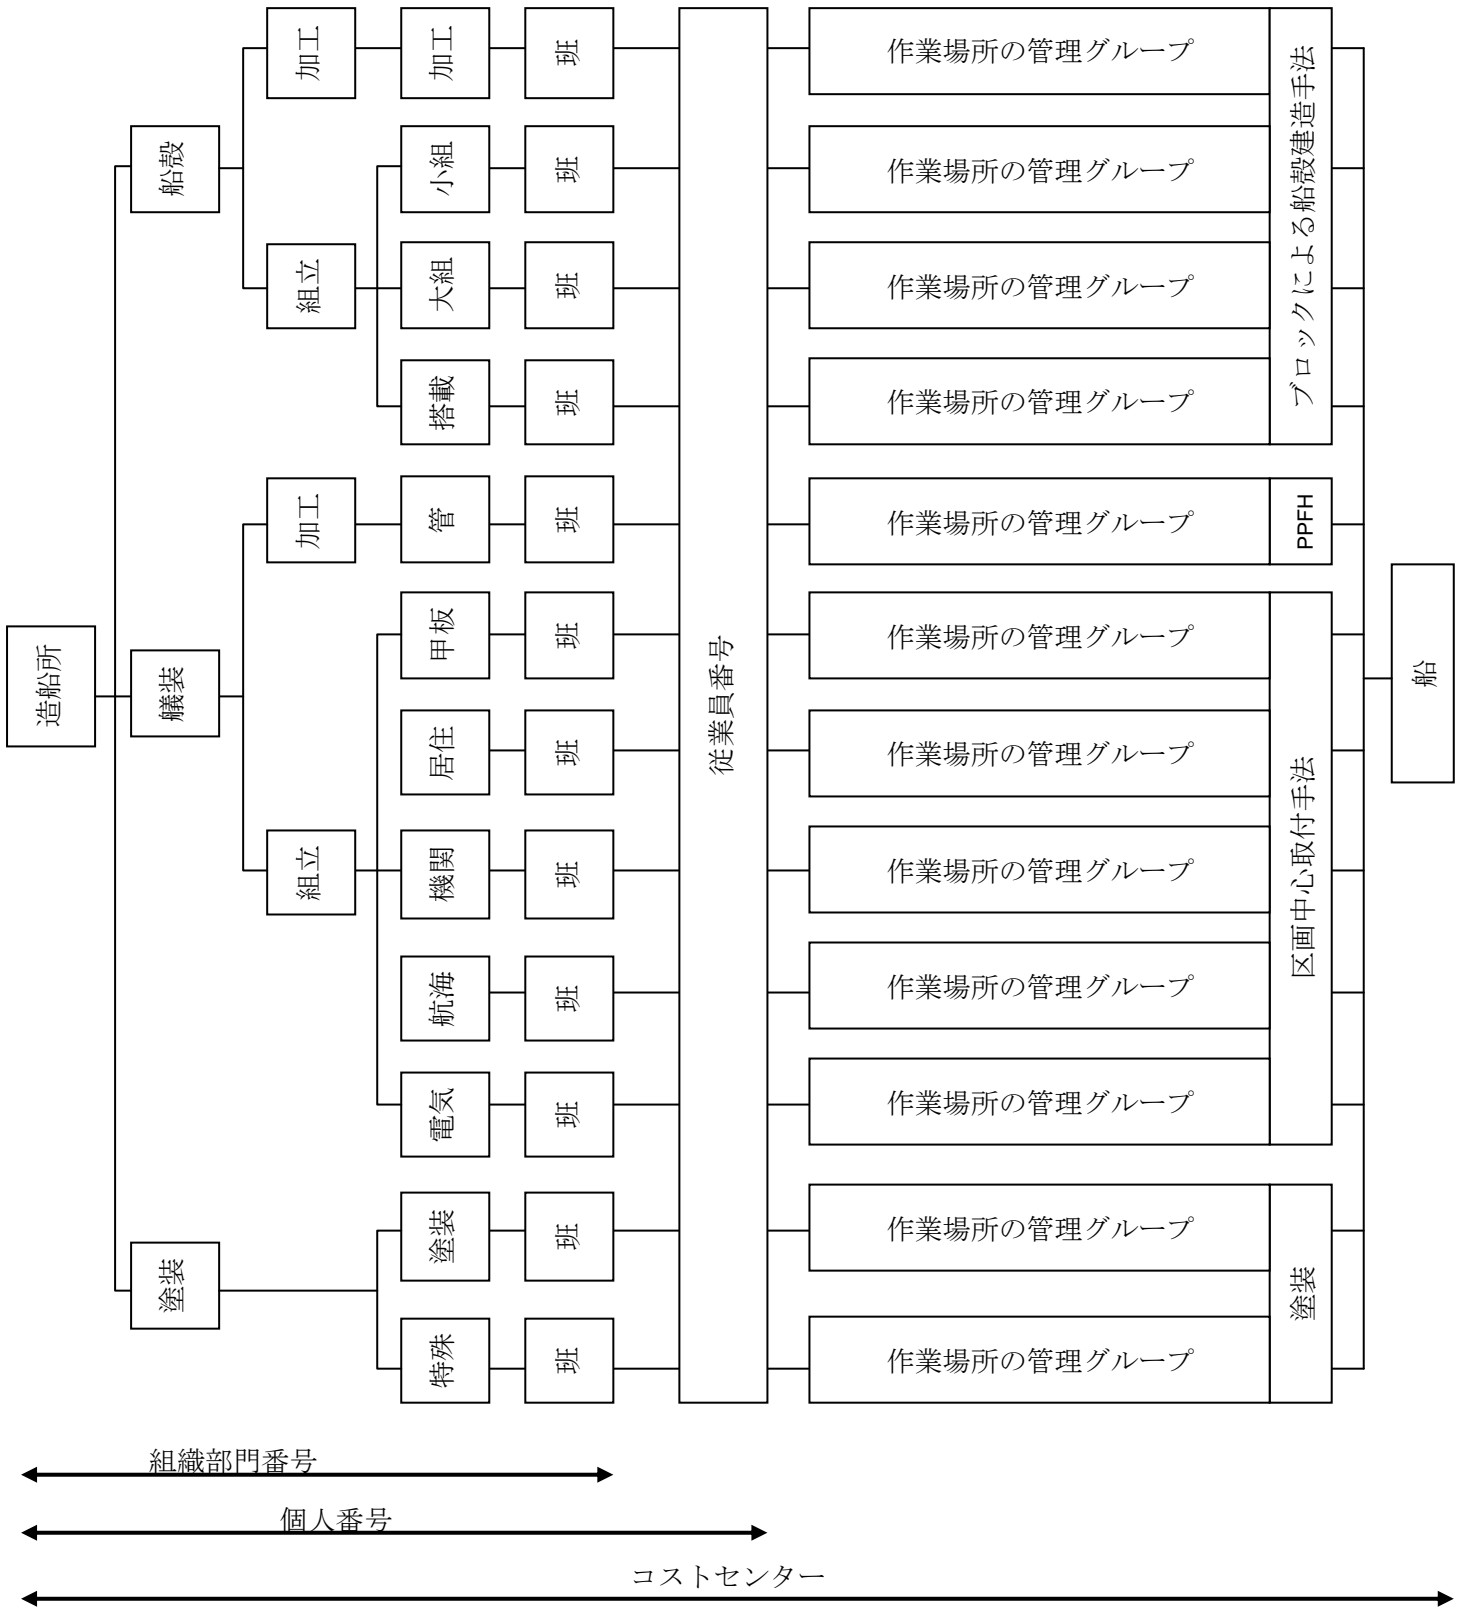 造船所
船殻
艤装
塗装
加工
組立
加工
組立
加工
小組
大組
搭載
管
甲板
居住
機関
航海
電気
塗装
特殊
班
班
班
班
班
班
班
班
班
班
班
班
従業員番号
作業場所の管理グループ
作業場所の管理グループ
作業場所の管理グループ
作業場所の管理グループ
作業場所の管理グループ
作業場所の管理グループ
作業場所の管理グループ
作業場所の管理グループ
作業場所の管理グループ
作業場所の管理グループ
作業場所の管理グループ
作業場所の管理グループ
ブロックによる船殻建造手法
PPFH
区画中心取付手法
塗装
船
組織部門番号
個人番号
コストセンター